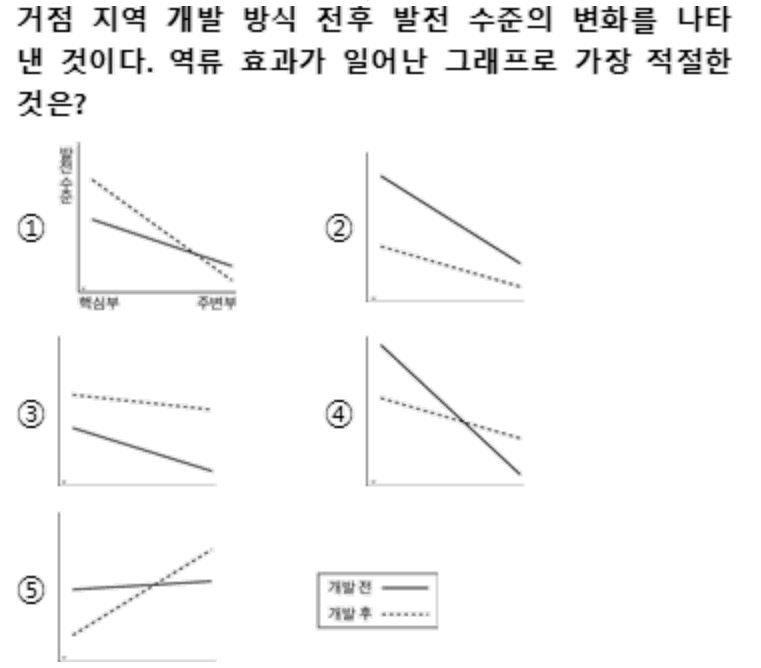 거점 지역 개발 방식 전후 발전 수준의 변화를 나타
낸 것이다. 역류 효과가 일어난 그래프로 가장 적절한
것은?
①
발전 수준
핵심부 주변부
②
③
④
⑤
개발 전
개발 후